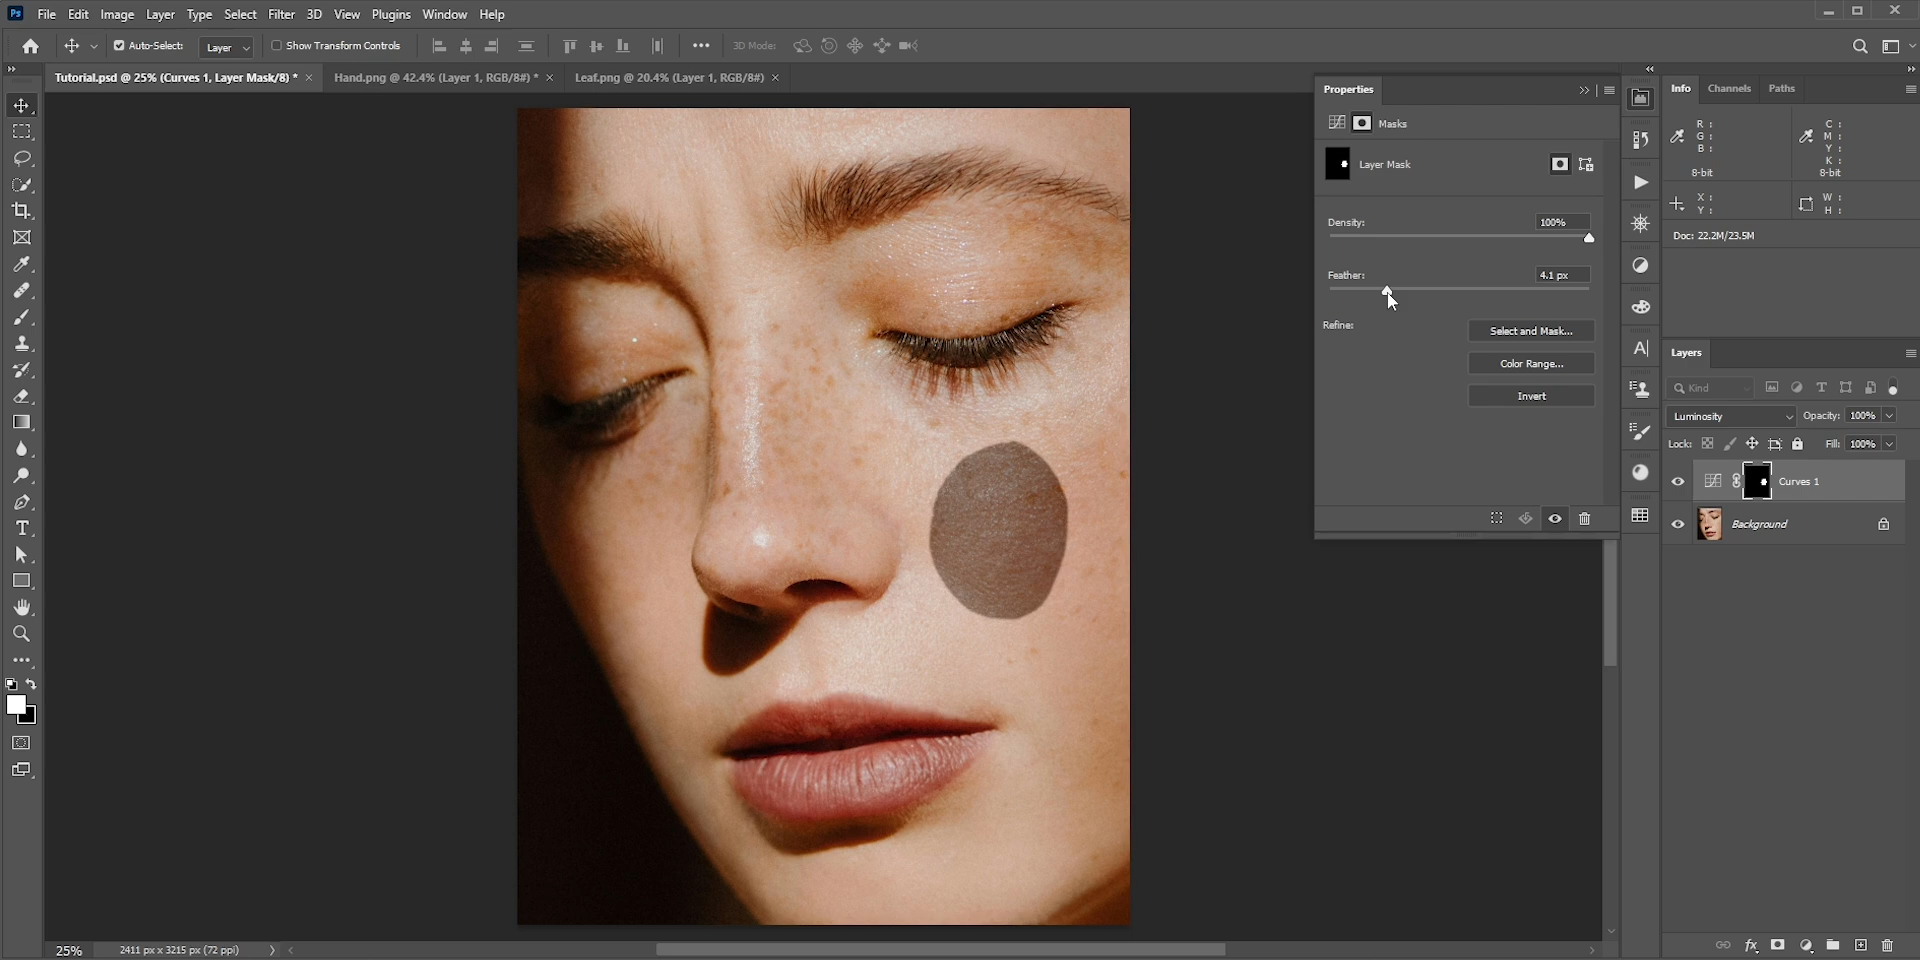 Ps File Edit Image Layer Type Select Filter 3D View Plugins Window Help
Auto-Select: Layer Show Transform Controls 3D Mode:
Tutorial.psd @ 25% (Curves 1, Layer Mask/8) * × Hand.png @ 42.4% (Layer 1, RGB/8#) * × Leaf.png @ 20.4% (Layer 1, RGB/8#) ×
Properties
Masks
Layer Mask
Density: 100%
Feather: 4.1 px
Refine:
Select and Mask...
Color Range...
Invert
Info Channels Paths
R : C :
G : M :
B : Y :
K :
8-bit 8-bit
X : W :
Y : H :
Doc: 22.2M/23.5M
Layers
Kind
Luminosity Opacity: 100%
Lock: Fill: 100%
Curves 1
Background
25% 2411 px x 3215 px (72 ppi)